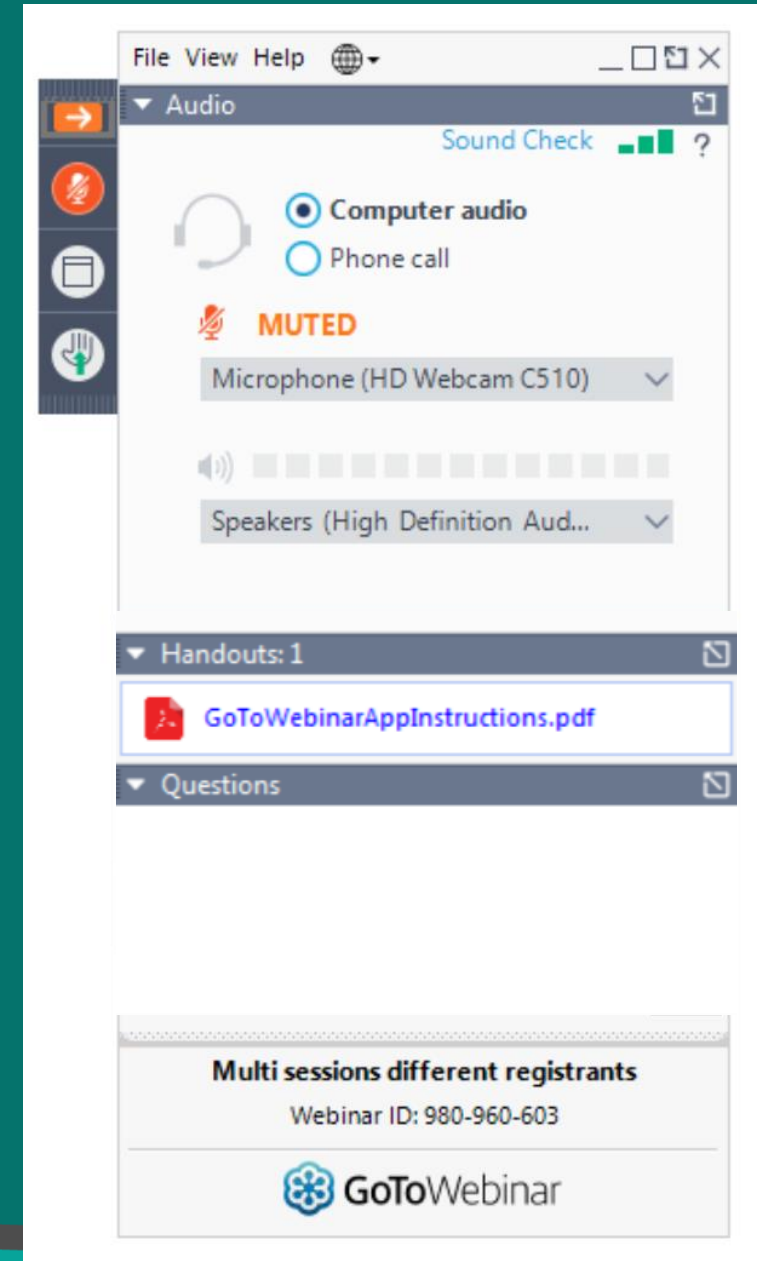 File View Help
Audio
Sound Check ?
Computer audio
Phone call
MUTED
Microphone (HD Webcam C510)
Speakers (High Definition Aud...
Handouts: 1
GoToWebinarAppInstructions.pdf
Questions
Multi sessions different registrants
Webinar ID: 980-960-603
GoToWebinar